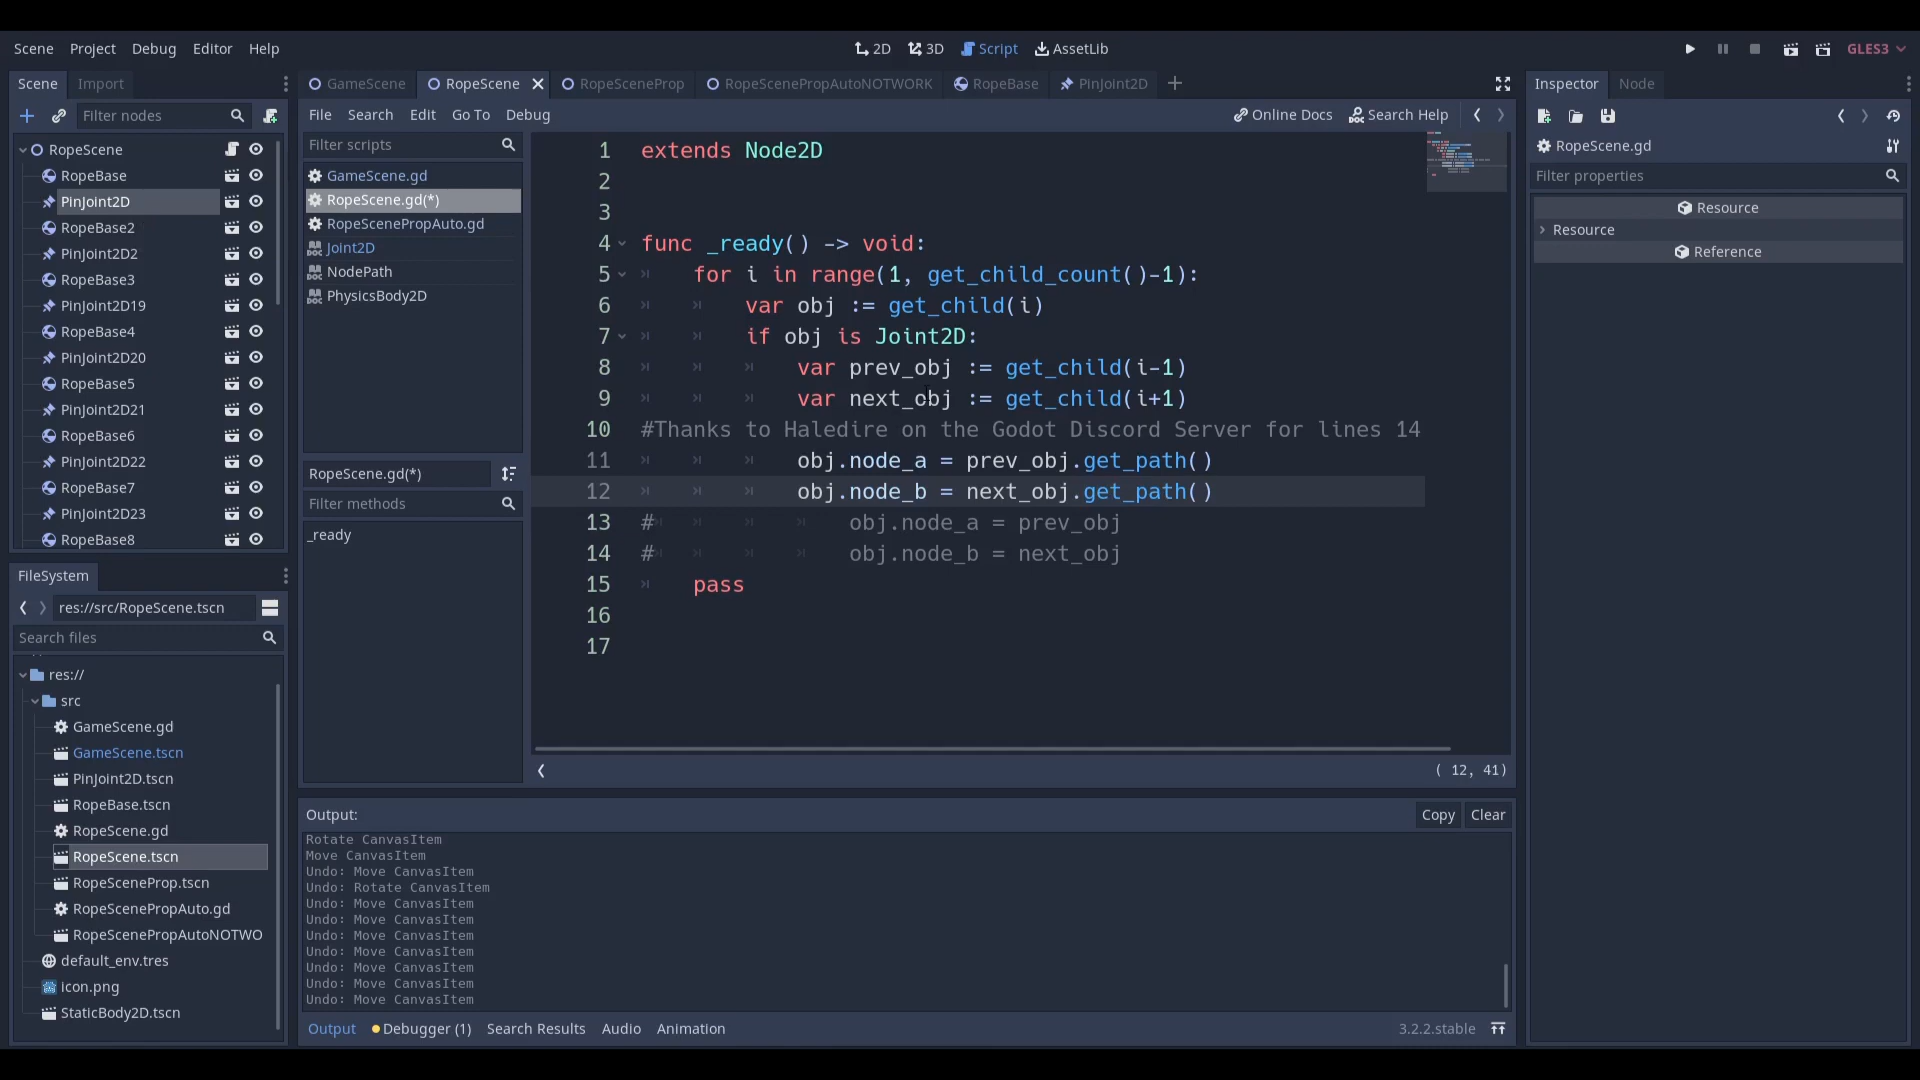 Scene Project Debug Editor Help
2D 3D Script AssetLib
GLES3
Scene Import
Filter nodes
RopeScene
RopeBase
PinJoint2D
RopeBase2
PinJoint2D2
RopeBase3
PinJoint2D19
RopeBase4
PinJoint2D20
RopeBase5
PinJoint2D21
RopeBase6
PinJoint2D22
RopeBase7
PinJoint2D23
RopeBase8
FileSystem
res://src/RopeScene.tscn
Search files
res://
src
GameScene.gd
GameScene.tscn
PinJoint2D.tscn
RopeBase.tscn
RopeScene.gd
RopeScene.tscn
RopeSceneProp.tscn
RopeScenePropAuto.gd
RopeScenePropAutoNOTWO
default_env.tres
icon.png
StaticBody2D.tscn
GameScene RopeScene RopeSceneProp RopeScenePropAutoNOTWORK RopeBase PinJoint2D
File Search Edit Go To Debug
Online Docs Search Help
Filter scripts
GameScene.gd
RopeScene.gd(*)
RopeScenePropAuto.gd
Joint2D
NodePath
PhysicsBody2D
RopeScene.gd(*)
Filter methods
_ready
1 extends Node2D
2
3
4 func _ready() -> void:
5 for i in range(1, get_child_count()-1):
6 var obj := get_child(i)
7 if obj is Joint2D:
8 var prev_obj := get_child(i-1)
9 var next_obj := get_child(i+1)
10 #Thanks to Haledire on the Godot Discord Server for lines 14
11 obj.node_a = prev_obj.get_path()
12 obj.node_b = next_obj.get_path()
13 # obj.node_a = prev_obj
14 # obj.node_b = next_obj
15 pass
16
17
( 12, 41)
Output:
Copy Clear
Rotate CanvasItem
Move CanvasItem
Undo: Move CanvasItem
Undo: Rotate CanvasItem
Undo: Move CanvasItem
Undo: Move CanvasItem
Undo: Move CanvasItem
Undo: Move CanvasItem
Undo: Move CanvasItem
Undo: Move CanvasItem
Undo: Move CanvasItem
Output Debugger (1) Search Results Audio Animation
3.2.2.stable
Inspector Node
RopeScene.gd
Filter properties
Resource
Resource
Reference